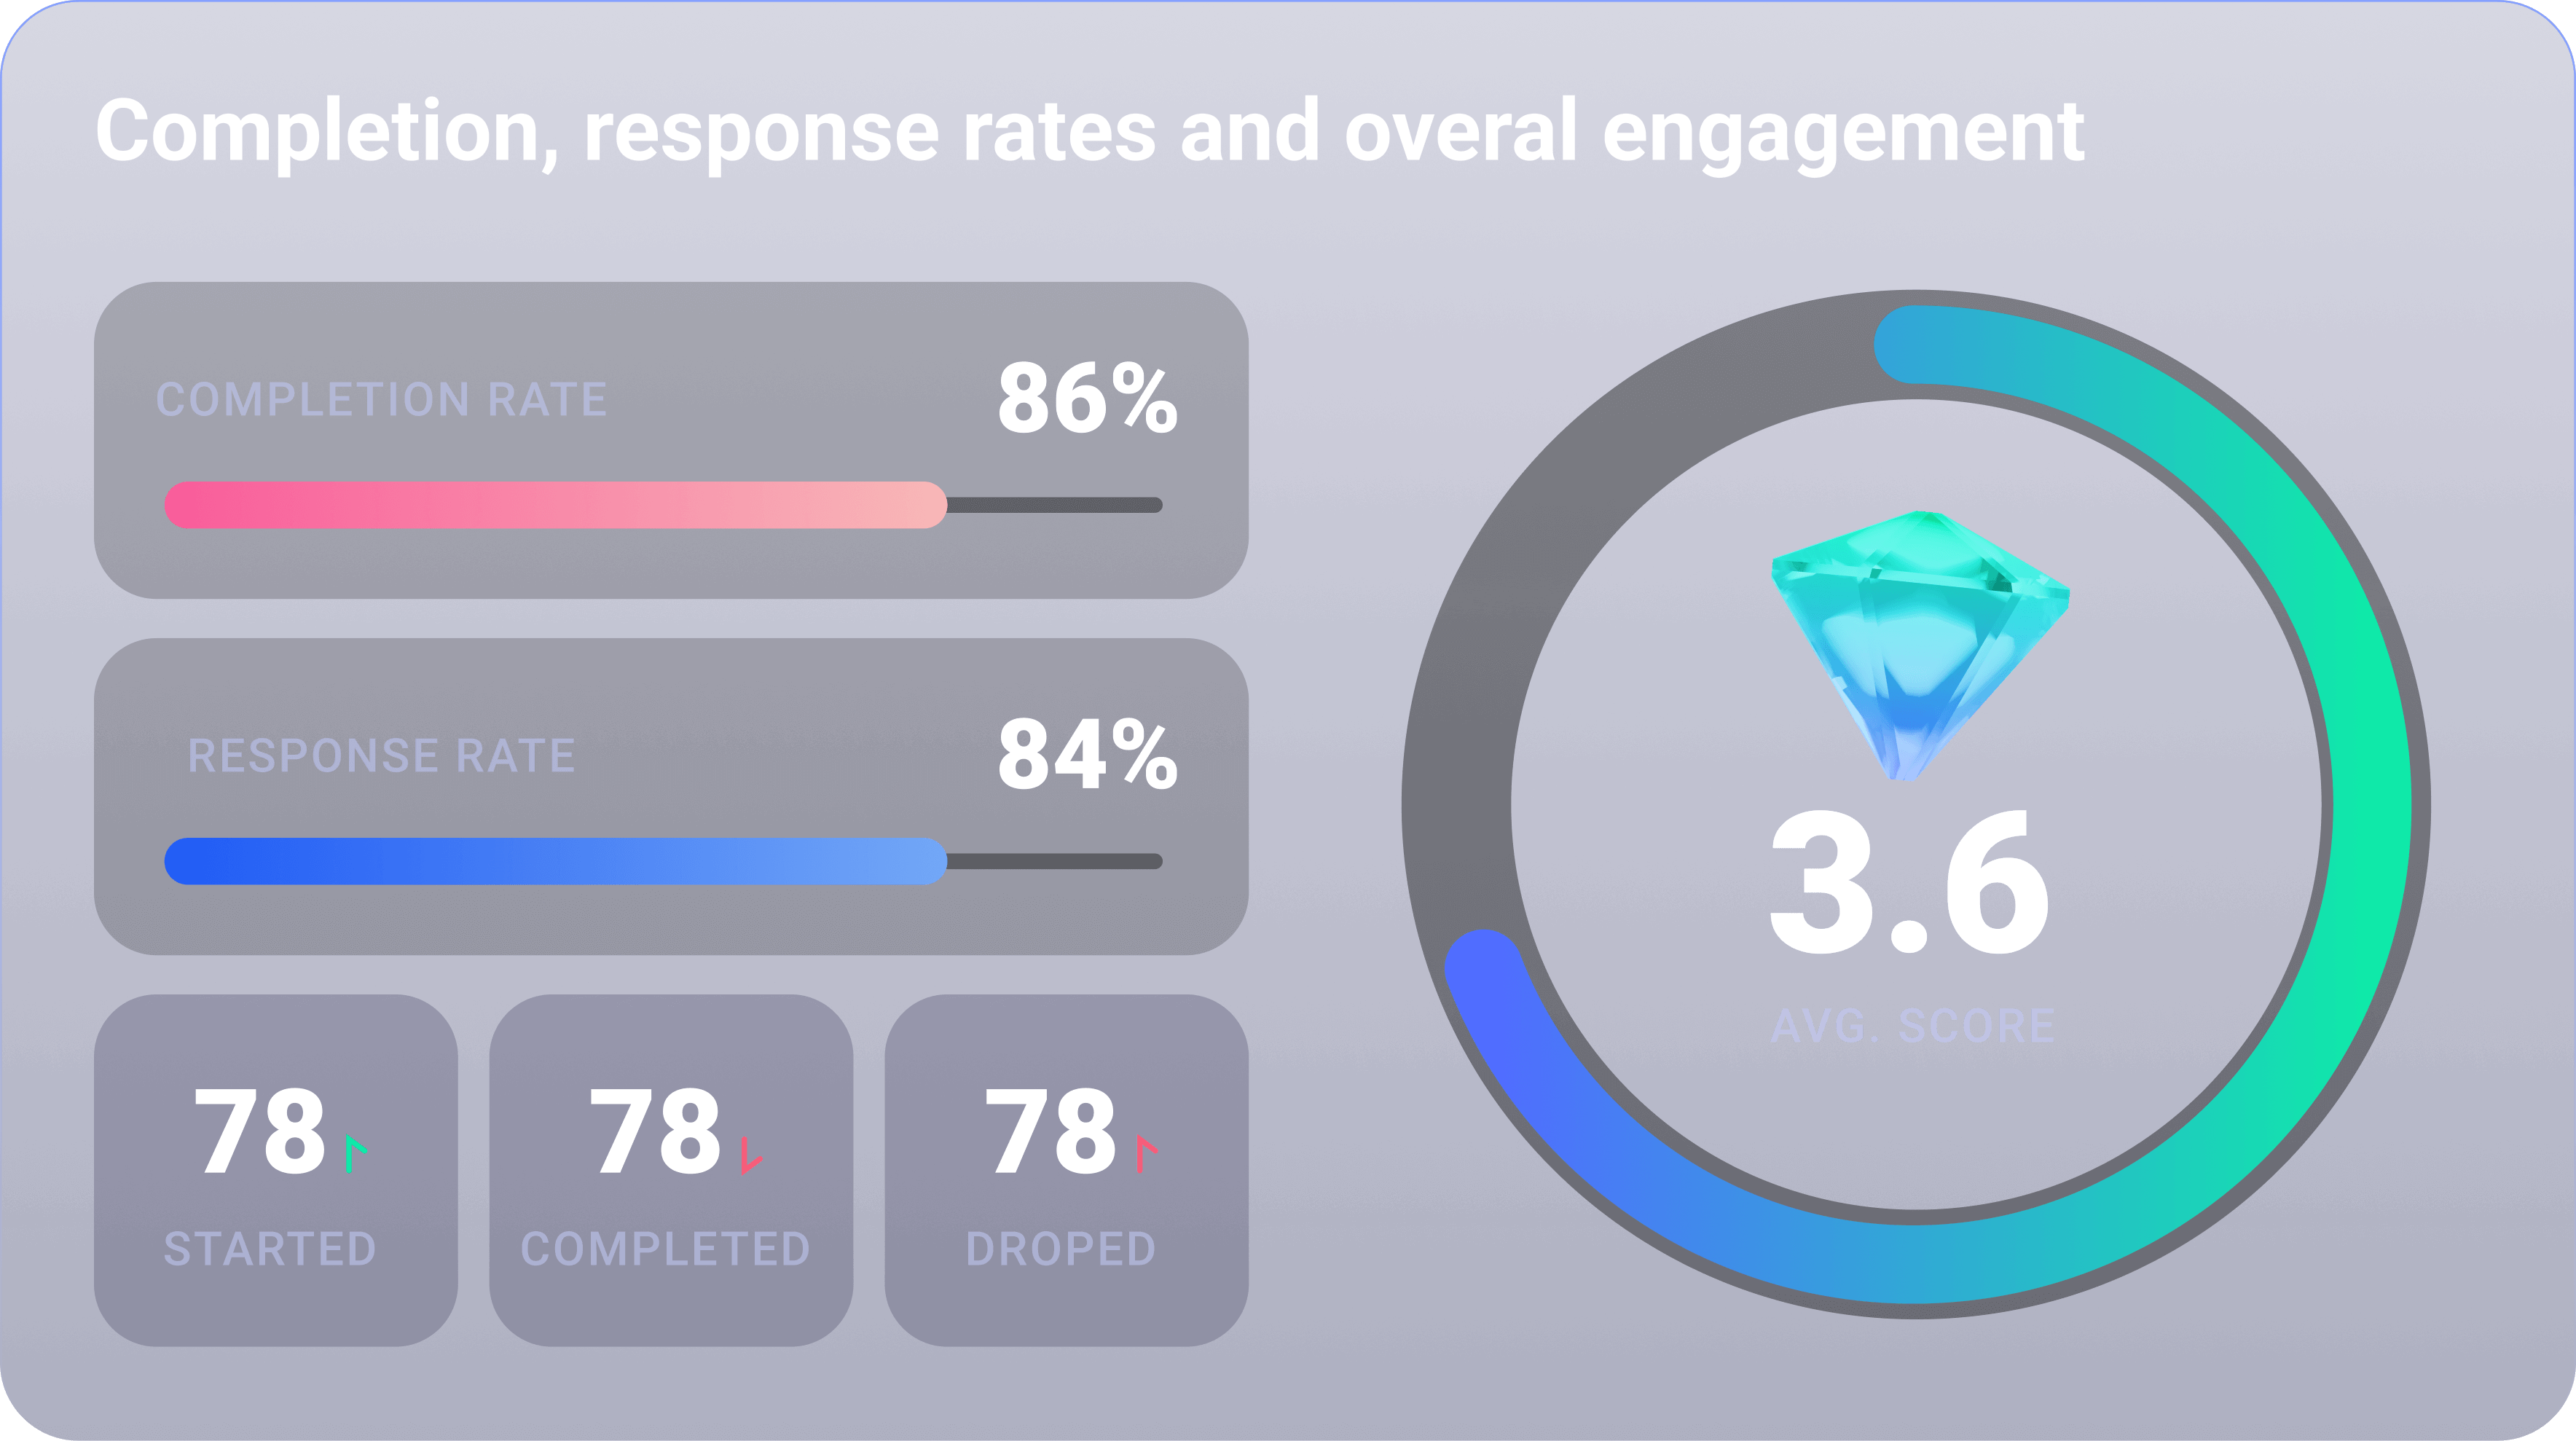 Completion, response rates and overal engagement
COMPLETION RATE 86%
RESPONSE RATE 84%
78
STARTED
78
COMPLETED
78
DROPED
3.6
AVG. SCORE